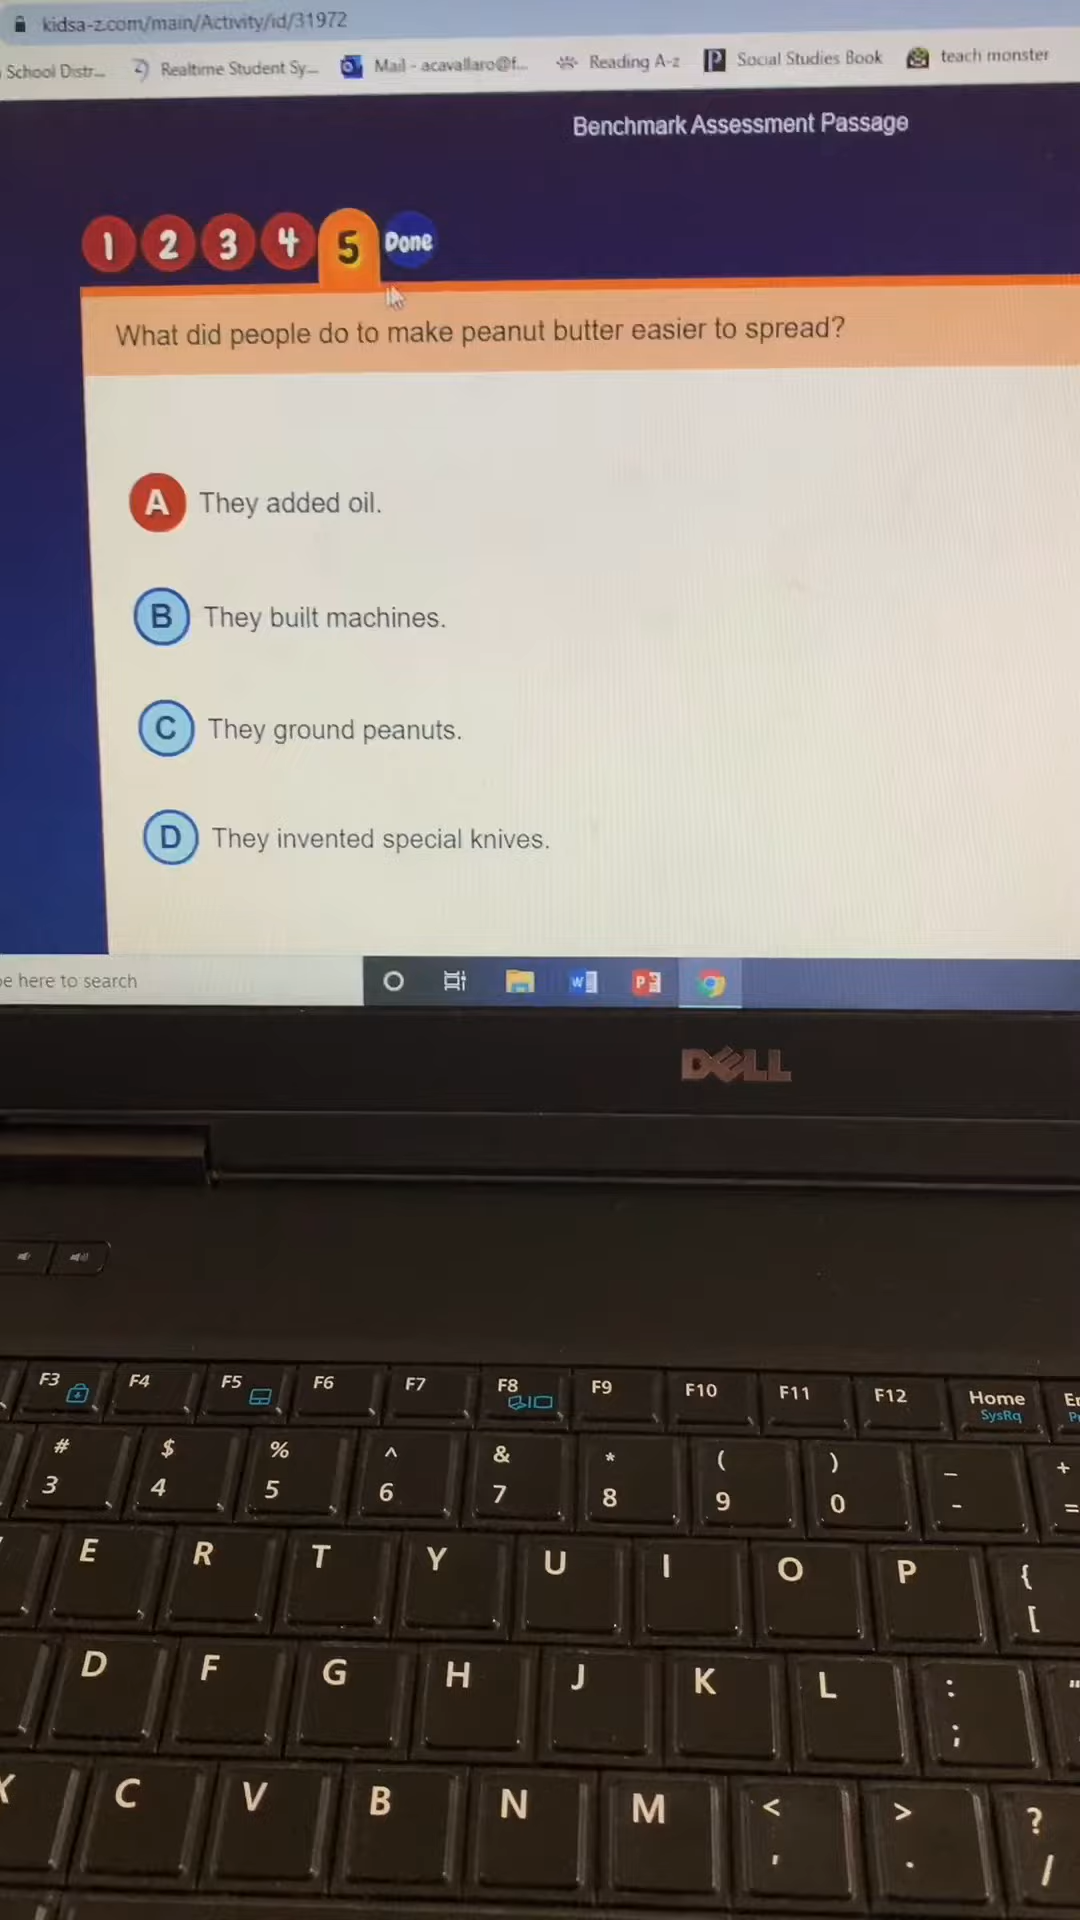 kidsa-z.com/main/Activity/id/31972
School Distr... Realtime Student Sy... Mail - acavallaro@f... Reading A-z Social Studies Book teach monster
Benchmark Assessment Passage
1 2 3 4 5 Done
What did people do to make peanut butter easier to spread?
A They added oil.
B They built machines.
C They ground peanuts.
D They invented special knives.
e here to search
DELL
F3 F4 F5 F6 F7 F8 F9 F10 F11 F12 Home
SysRq
# $ % ^ & * ( ) _ +
3 4 5 6 7 8 9 0 - =
E R T Y U I O P {
[
D F G H J K L :
; "
X C V B N M < > ?
, . /